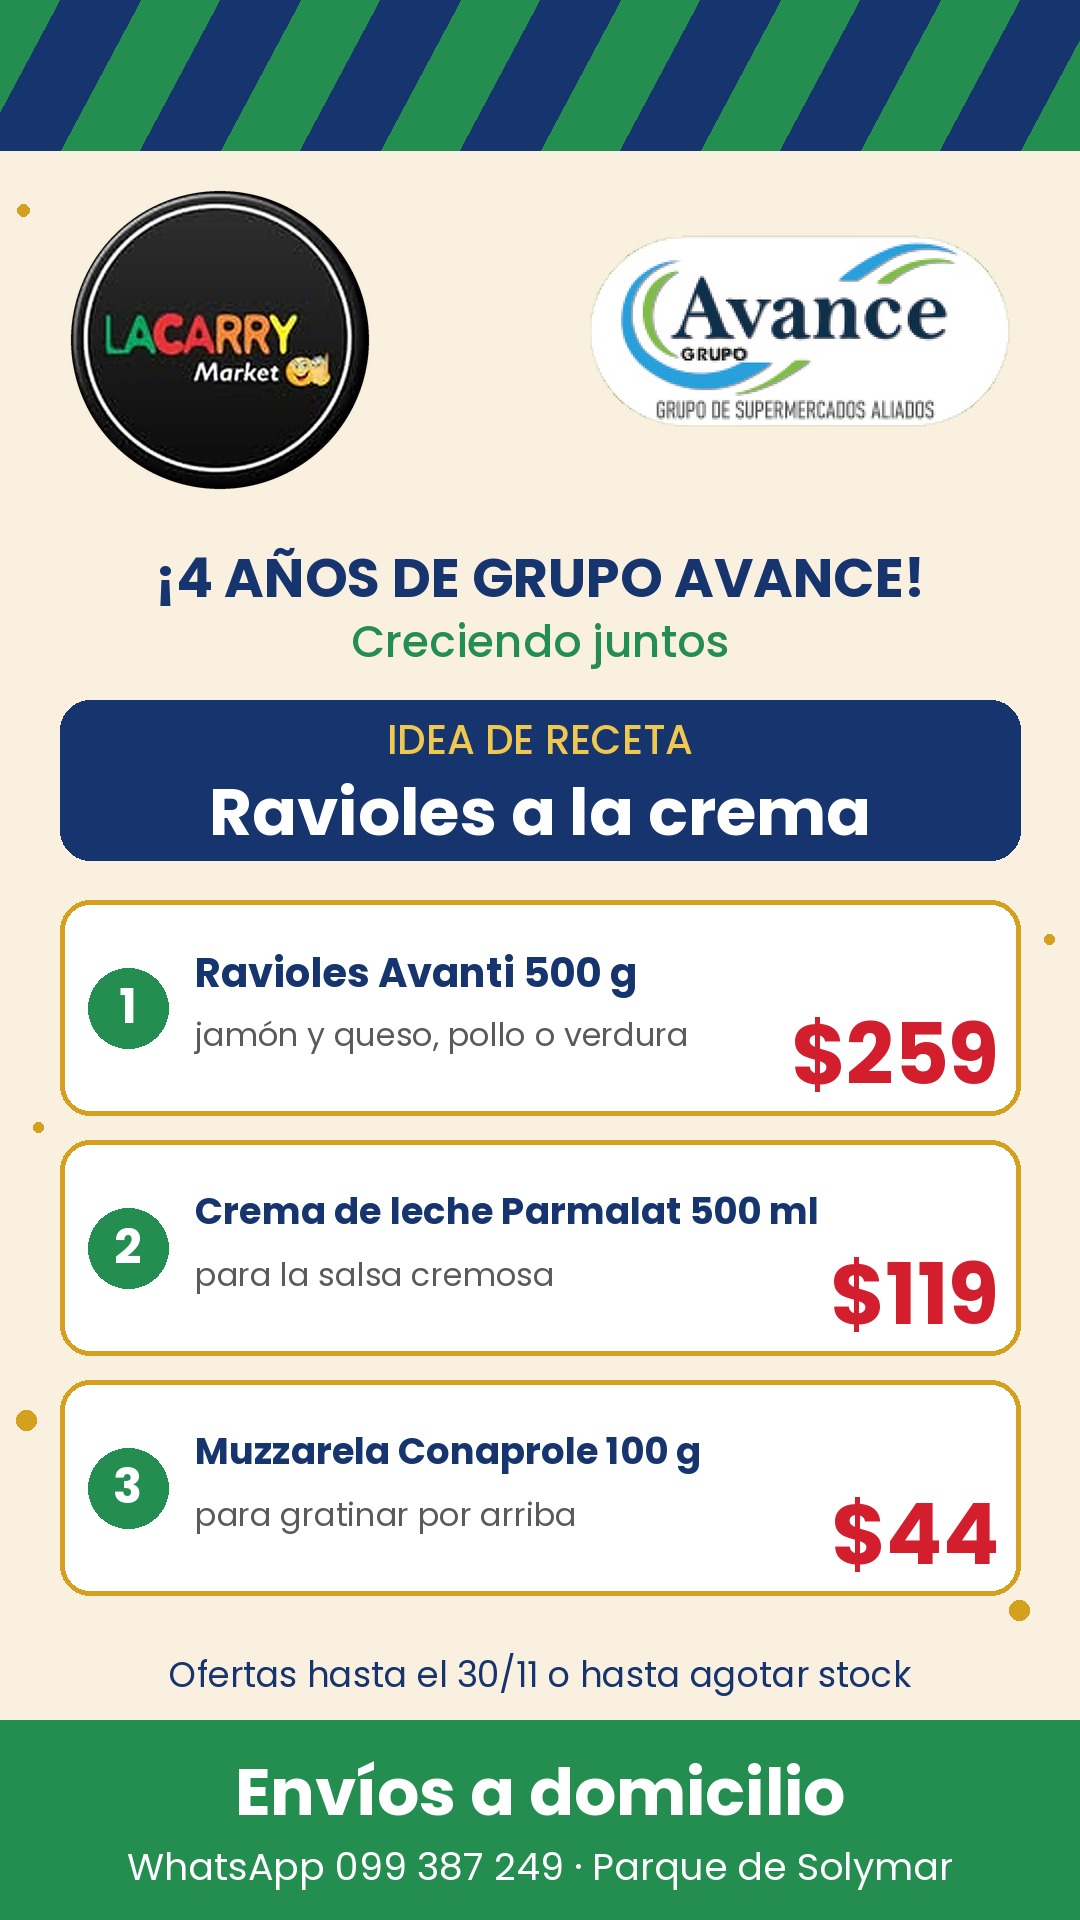 LACARRY
Market
Avance
GRUPO
GRUPO DE SUPERMERCADOS ALIADOS
¡4 AÑOS DE GRUPO AVANCE!
Creciendo juntos
IDEA DE RECETA
Ravioles a la crema
1
Ravioles Avanti 500 g
jamón y queso, pollo o verdura
$259
2
Crema de leche Parmalat 500 ml
para la salsa cremosa
$119
3
Muzzarela Conaprole 100 g
para gratinar por arriba
$44
Ofertas hasta el 30/11 o hasta agotar stock
Envíos a domicilio
WhatsApp 099 387 249 · Parque de Solymar